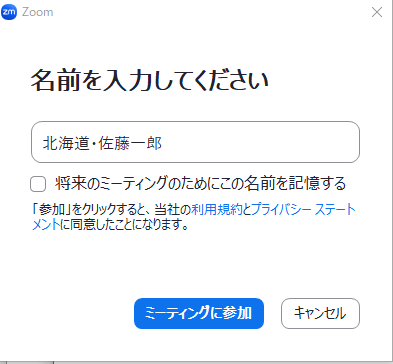 zm Zoom
名前を入力してください
北海道・佐藤一郎
将来のミーティングのためにこの名前を記憶する
「参加」をクリックすると、当社の利用規約とプライバシー ステート
メントに同意したことになります。
ミーティングに参加 キャンセル